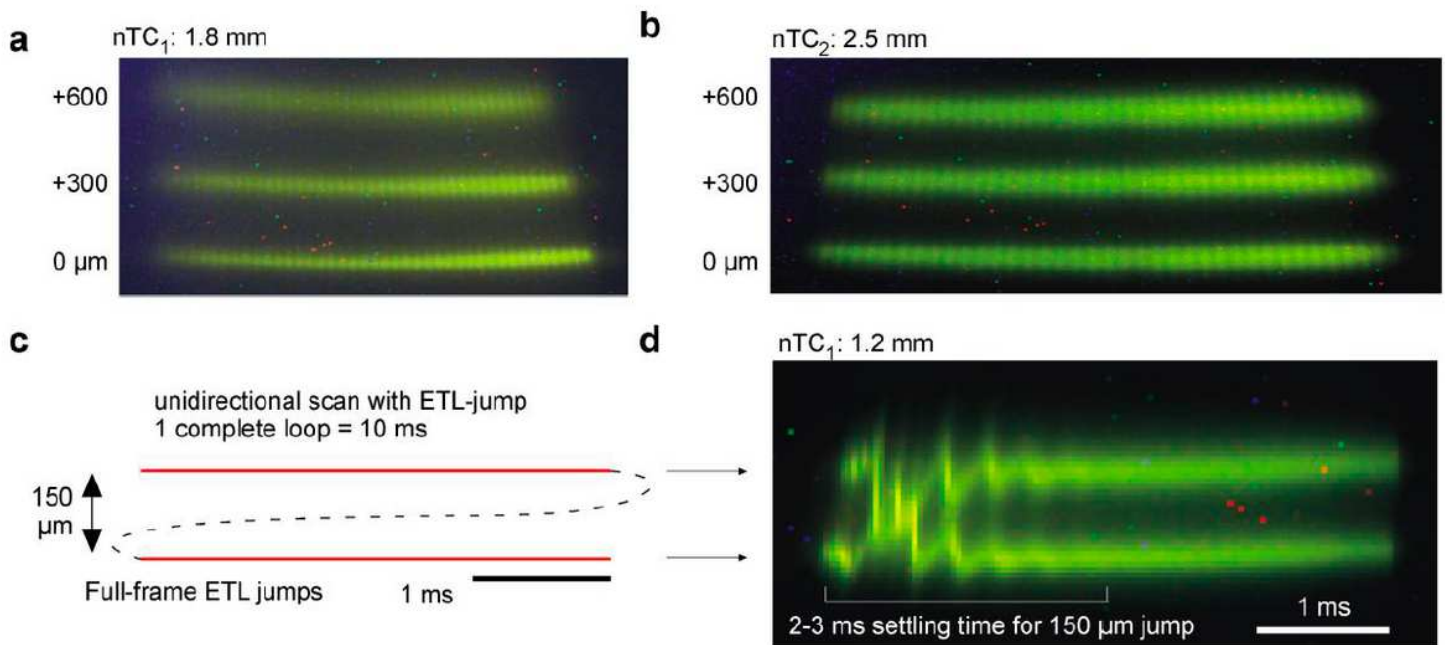 a
nTC₁: 1.8 mm
+600
+300
0 µm
b
nTC₂: 2.5 mm
+600
+300
0 µm
c
unidirectional scan with ETL-jump
1 complete loop = 10 ms
150
µm
Full-frame ETL jumps
1 ms
d
nTC₁: 1.2 mm
1 ms
2-3 ms settling time for 150 µm jump